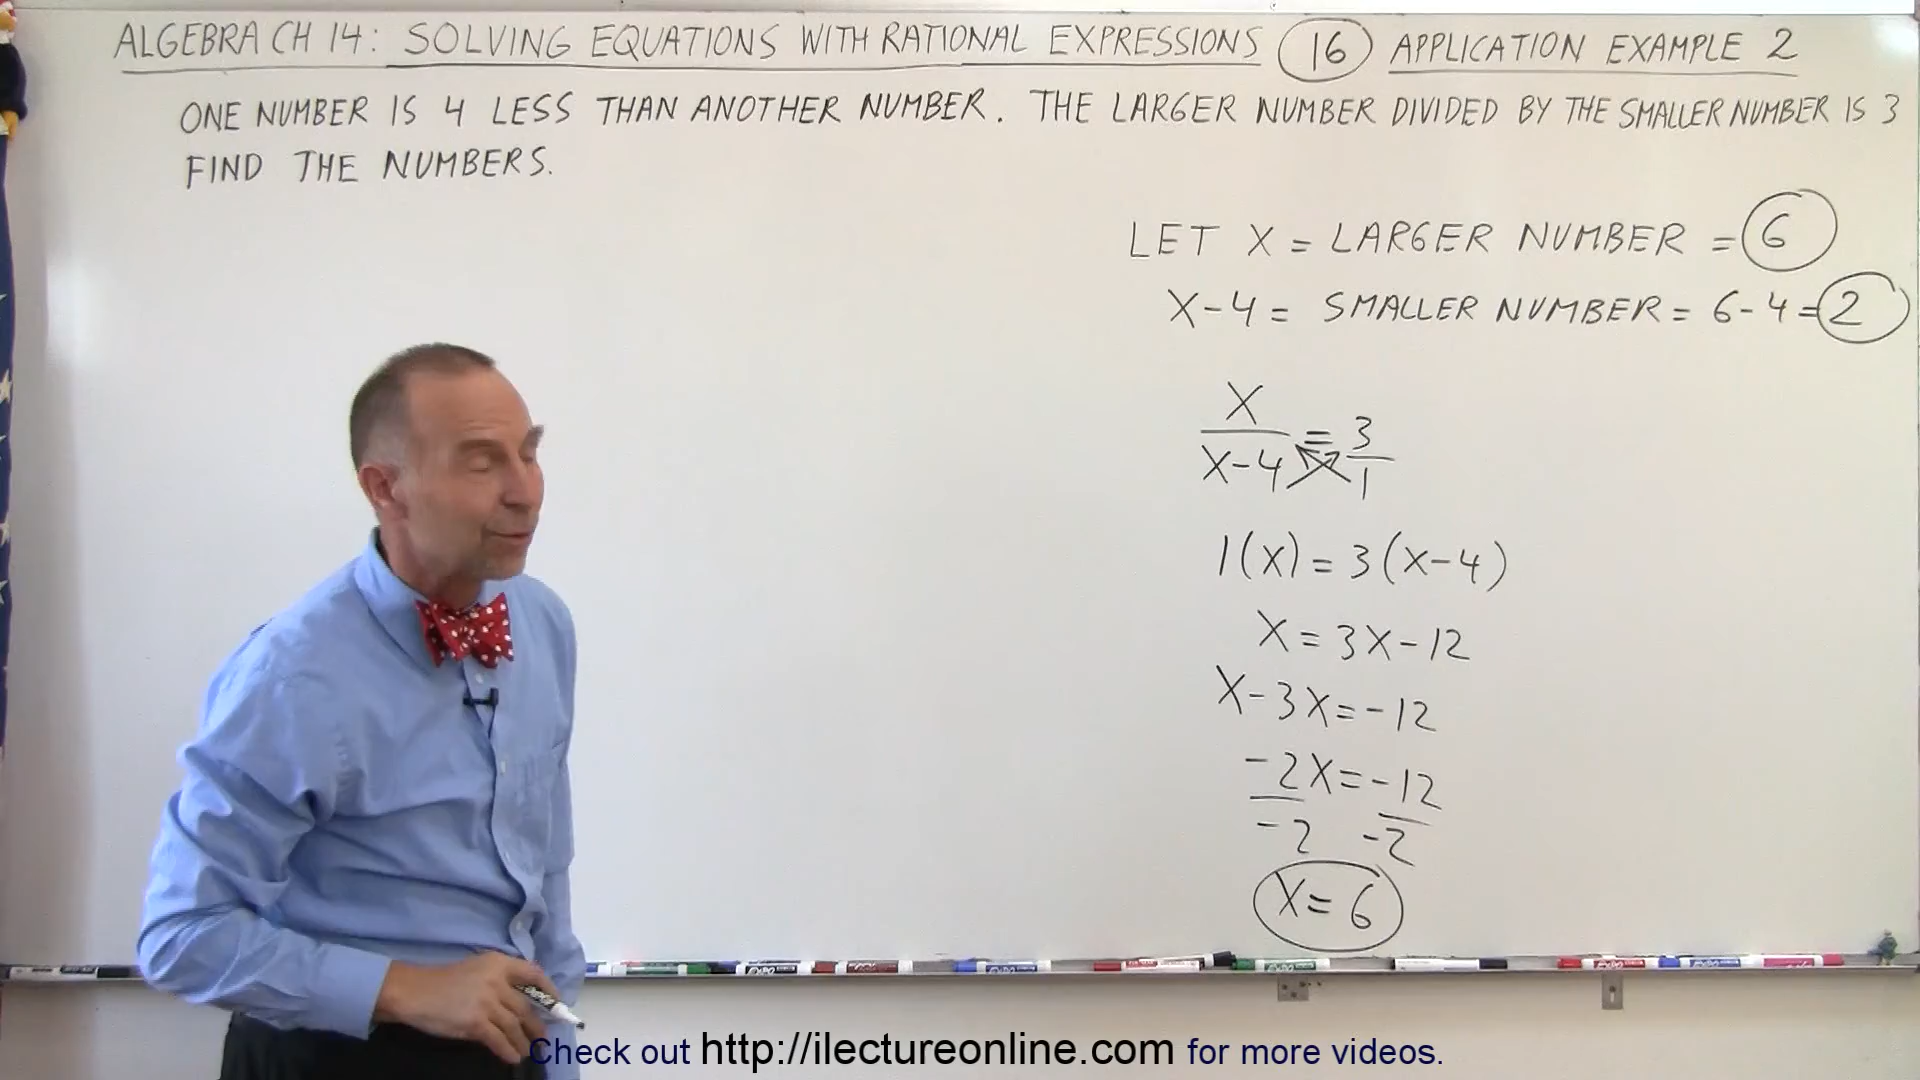 ALGEBRA CH 14: SOLVING EQUATIONS WITH RATIONAL EXPRESSIONS 16 APPLICATION EXAMPLE 2
ONE NUMBER IS 4 LESS THAN ANOTHER NUMBER. THE LARGER NUMBER DIVIDED BY THE SMALLER NUMBER IS 3
FIND THE NUMBERS.
LET X = LARGER NUMBER = 6
X-4 = SMALLER NUMBER = 6-4=2
X/X-4 = 3/1
1(X) = 3(X-4)
X = 3X-12
X-3X=-12
-2X=-12
-2 -2
X=6
Check out http://ilectureonline.com for more videos.